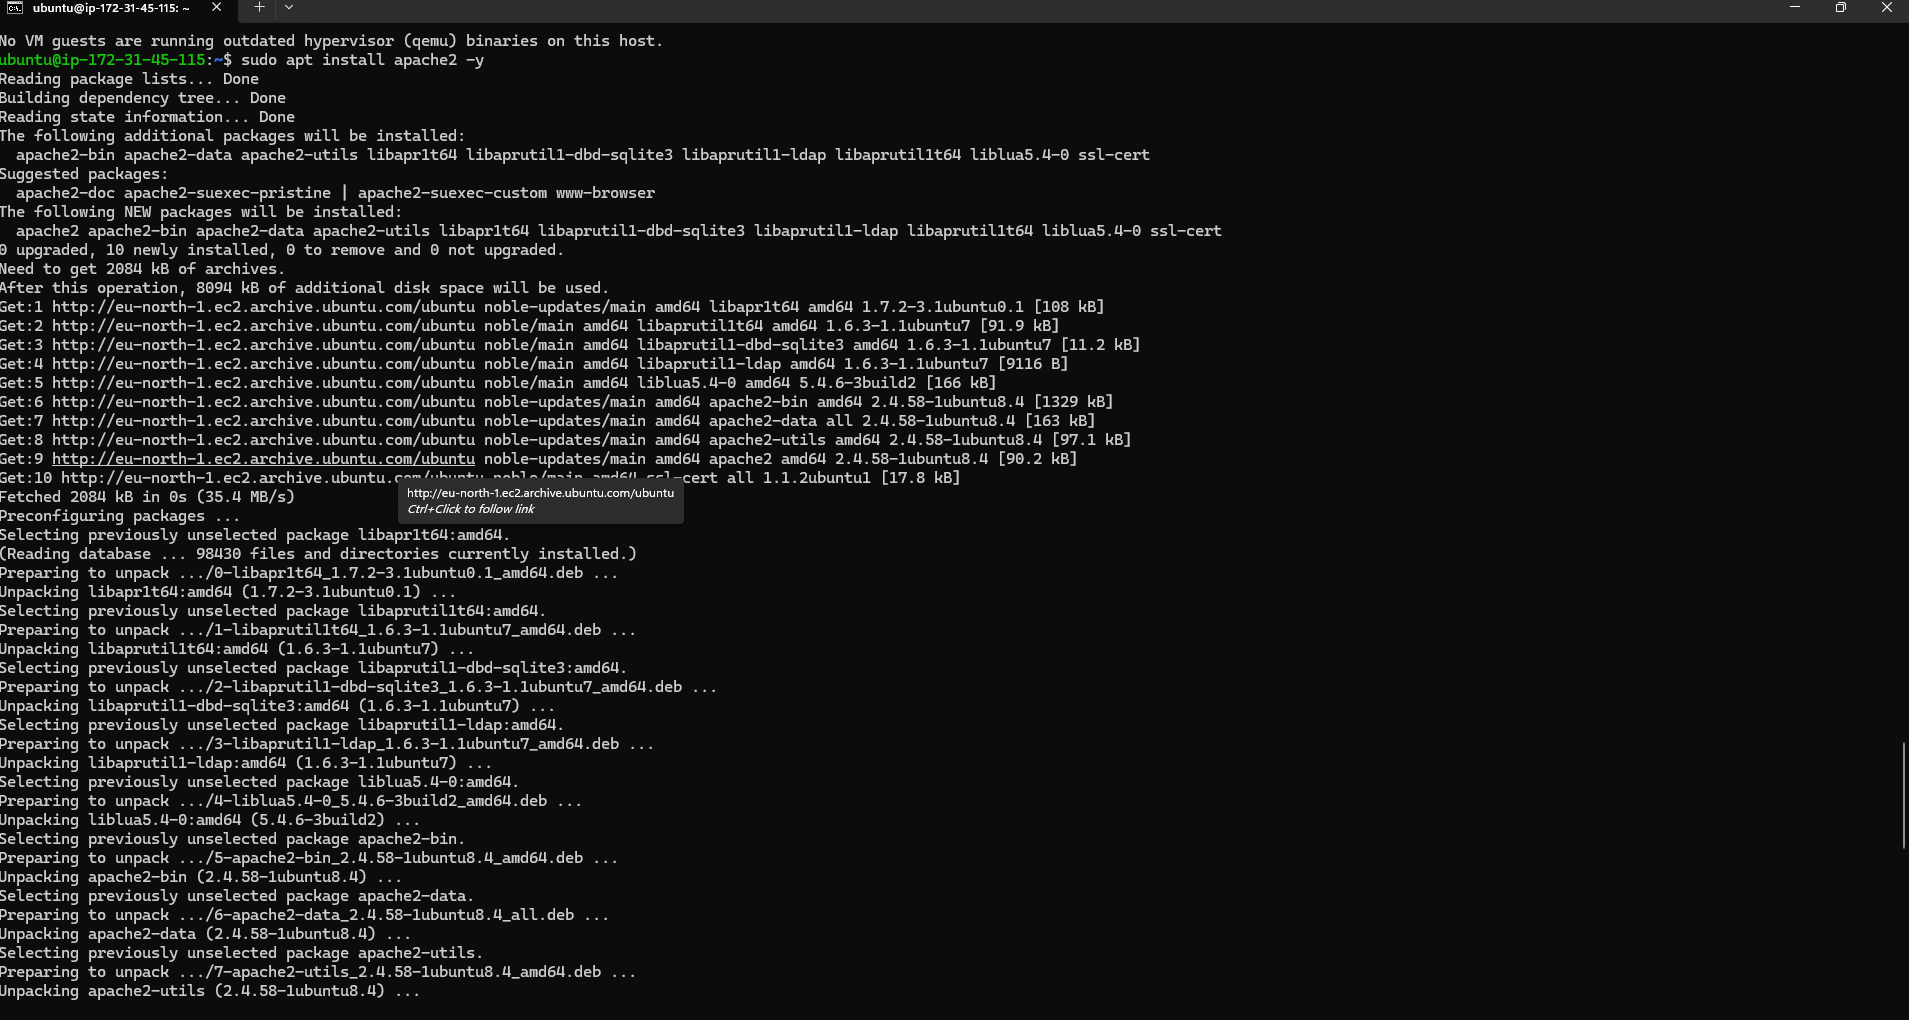 ubuntu@ip-172-31-45-115: ~
No VM guests are running outdated hypervisor (qemu) binaries on this host.
ubuntu@ip-172-31-45-115:~$ sudo apt install apache2 -y
Reading package lists... Done
Building dependency tree... Done
Reading state information... Done
The following additional packages will be installed:
  apache2-bin apache2-data apache2-utils libapr1t64 libaprutil1-dbd-sqlite3 libaprutil1-ldap libaprutil1t64 liblua5.4-0 ssl-cert
Suggested packages:
  apache2-doc apache2-suexec-pristine | apache2-suexec-custom www-browser
The following NEW packages will be installed:
  apache2 apache2-bin apache2-data apache2-utils libapr1t64 libaprutil1-dbd-sqlite3 libaprutil1-ldap libaprutil1t64 liblua5.4-0 ssl-cert
0 upgraded, 10 newly installed, 0 to remove and 0 not upgraded.
Need to get 2084 kB of archives.
After this operation, 8094 kB of additional disk space will be used.
Get:1 http://eu-north-1.ec2.archive.ubuntu.com/ubuntu noble-updates/main amd64 libapr1t64 amd64 1.7.2-3.1ubuntu0.1 [108 kB]
Get:2 http://eu-north-1.ec2.archive.ubuntu.com/ubuntu noble/main amd64 libaprutil1t64 amd64 1.6.3-1.1ubuntu7 [91.9 kB]
Get:3 http://eu-north-1.ec2.archive.ubuntu.com/ubuntu noble/main amd64 libaprutil1-dbd-sqlite3 amd64 1.6.3-1.1ubuntu7 [11.2 kB]
Get:4 http://eu-north-1.ec2.archive.ubuntu.com/ubuntu noble/main amd64 libaprutil1-ldap amd64 1.6.3-1.1ubuntu7 [9116 B]
Get:5 http://eu-north-1.ec2.archive.ubuntu.com/ubuntu noble/main amd64 liblua5.4-0 amd64 5.4.6-3build2 [166 kB]
Get:6 http://eu-north-1.ec2.archive.ubuntu.com/ubuntu noble-updates/main amd64 apache2-bin amd64 2.4.58-1ubuntu8.4 [1329 kB]
Get:7 http://eu-north-1.ec2.archive.ubuntu.com/ubuntu noble-updates/main amd64 apache2-data all 2.4.58-1ubuntu8.4 [163 kB]
Get:8 http://eu-north-1.ec2.archive.ubuntu.com/ubuntu noble-updates/main amd64 apache2-utils amd64 2.4.58-1ubuntu8.4 [97.1 kB]
Get:9 http://eu-north-1.ec2.archive.ubuntu.com/ubuntu noble-updates/main amd64 apache2 amd64 2.4.58-1ubuntu8.4 [90.2 kB]
Get:10 http://eu-north-1.ec2.archive.ubuntu.com/ubuntu noble/main amd64 ssl-cert all 1.1.2ubuntu1 [17.8 kB]
http://eu-north-1.ec2.archive.ubuntu.com/ubuntu
Ctrl+Click to follow link
Fetched 2084 kB in 0s (35.4 MB/s)
Preconfiguring packages ...
Selecting previously unselected package libapr1t64:amd64.
(Reading database ... 98430 files and directories currently installed.)
Preparing to unpack .../0-libapr1t64_1.7.2-3.1ubuntu0.1_amd64.deb ...
Unpacking libapr1t64:amd64 (1.7.2-3.1ubuntu0.1) ...
Selecting previously unselected package libaprutil1t64:amd64.
Preparing to unpack .../1-libaprutil1t64_1.6.3-1.1ubuntu7_amd64.deb ...
Unpacking libaprutil1t64:amd64 (1.6.3-1.1ubuntu7) ...
Selecting previously unselected package libaprutil1-dbd-sqlite3:amd64.
Preparing to unpack .../2-libaprutil1-dbd-sqlite3_1.6.3-1.1ubuntu7_amd64.deb ...
Unpacking libaprutil1-dbd-sqlite3:amd64 (1.6.3-1.1ubuntu7) ...
Selecting previously unselected package libaprutil1-ldap:amd64.
Preparing to unpack .../3-libaprutil1-ldap_1.6.3-1.1ubuntu7_amd64.deb ...
Unpacking libaprutil1-ldap:amd64 (1.6.3-1.1ubuntu7) ...
Selecting previously unselected package liblua5.4-0:amd64.
Preparing to unpack .../4-liblua5.4-0_5.4.6-3build2_amd64.deb ...
Unpacking liblua5.4-0:amd64 (5.4.6-3build2) ...
Selecting previously unselected package apache2-bin.
Preparing to unpack .../5-apache2-bin_2.4.58-1ubuntu8.4_amd64.deb ...
Unpacking apache2-bin (2.4.58-1ubuntu8.4) ...
Selecting previously unselected package apache2-data.
Preparing to unpack .../6-apache2-data_2.4.58-1ubuntu8.4_all.deb ...
Unpacking apache2-data (2.4.58-1ubuntu8.4) ...
Selecting previously unselected package apache2-utils.
Preparing to unpack .../7-apache2-utils_2.4.58-1ubuntu8.4_amd64.deb ...
Unpacking apache2-utils (2.4.58-1ubuntu8.4) ...